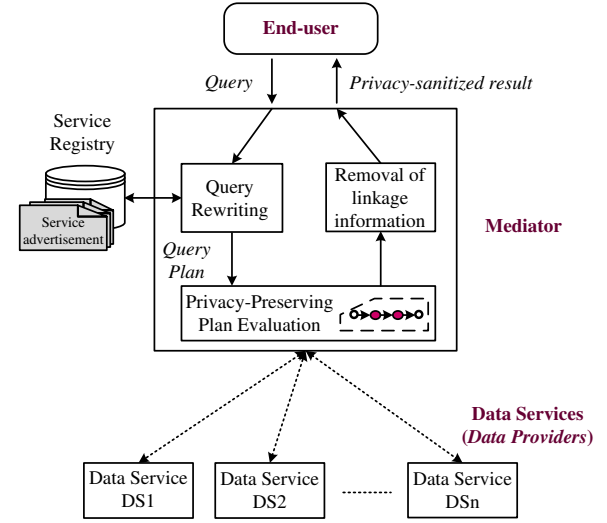 End-user
Query
Privacy-sanitized result
Service
Registry
Service
advertisement
Query
Rewriting
Removal of
linkage
information
Mediator
Query
Plan
Privacy-Preserving
Plan Evaluation
Data Services
(Data Providers)
Data Service
DS1
Data Service
DS2
Data Service
DSn